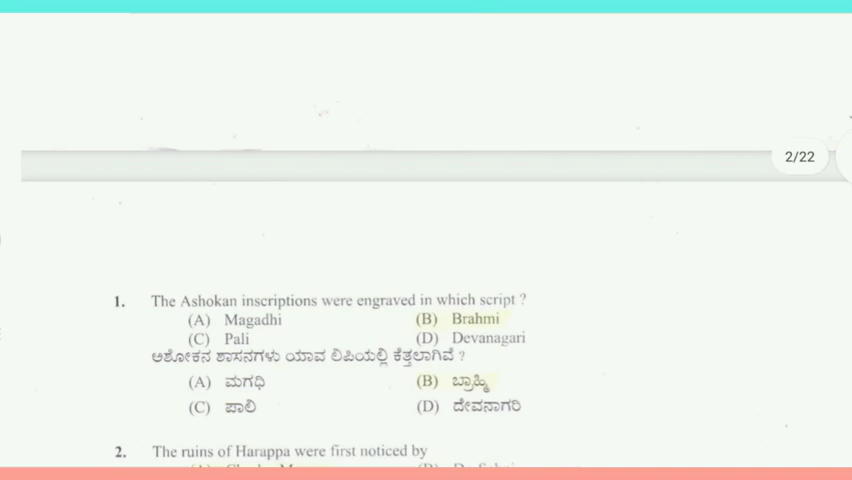 2/22
1. The Ashokan inscriptions were engraved in which script ?
(A) Magadhi (B) Brahmi
(C) Pali (D) Devanagari
ಅಶೋಕನ ಶಾಸನಗಳು ಯಾವ ಲಿಪಿಯಲ್ಲಿ ಕೆತ್ತಲಾಗಿವೆ ?
(A) ಮಗಧಿ (B) ಬ್ರಾಹ್ಮಿ
(C) ಪಾಲಿ (D) ದೇವನಾಗರಿ
2. The ruins of Harappa were first noticed by